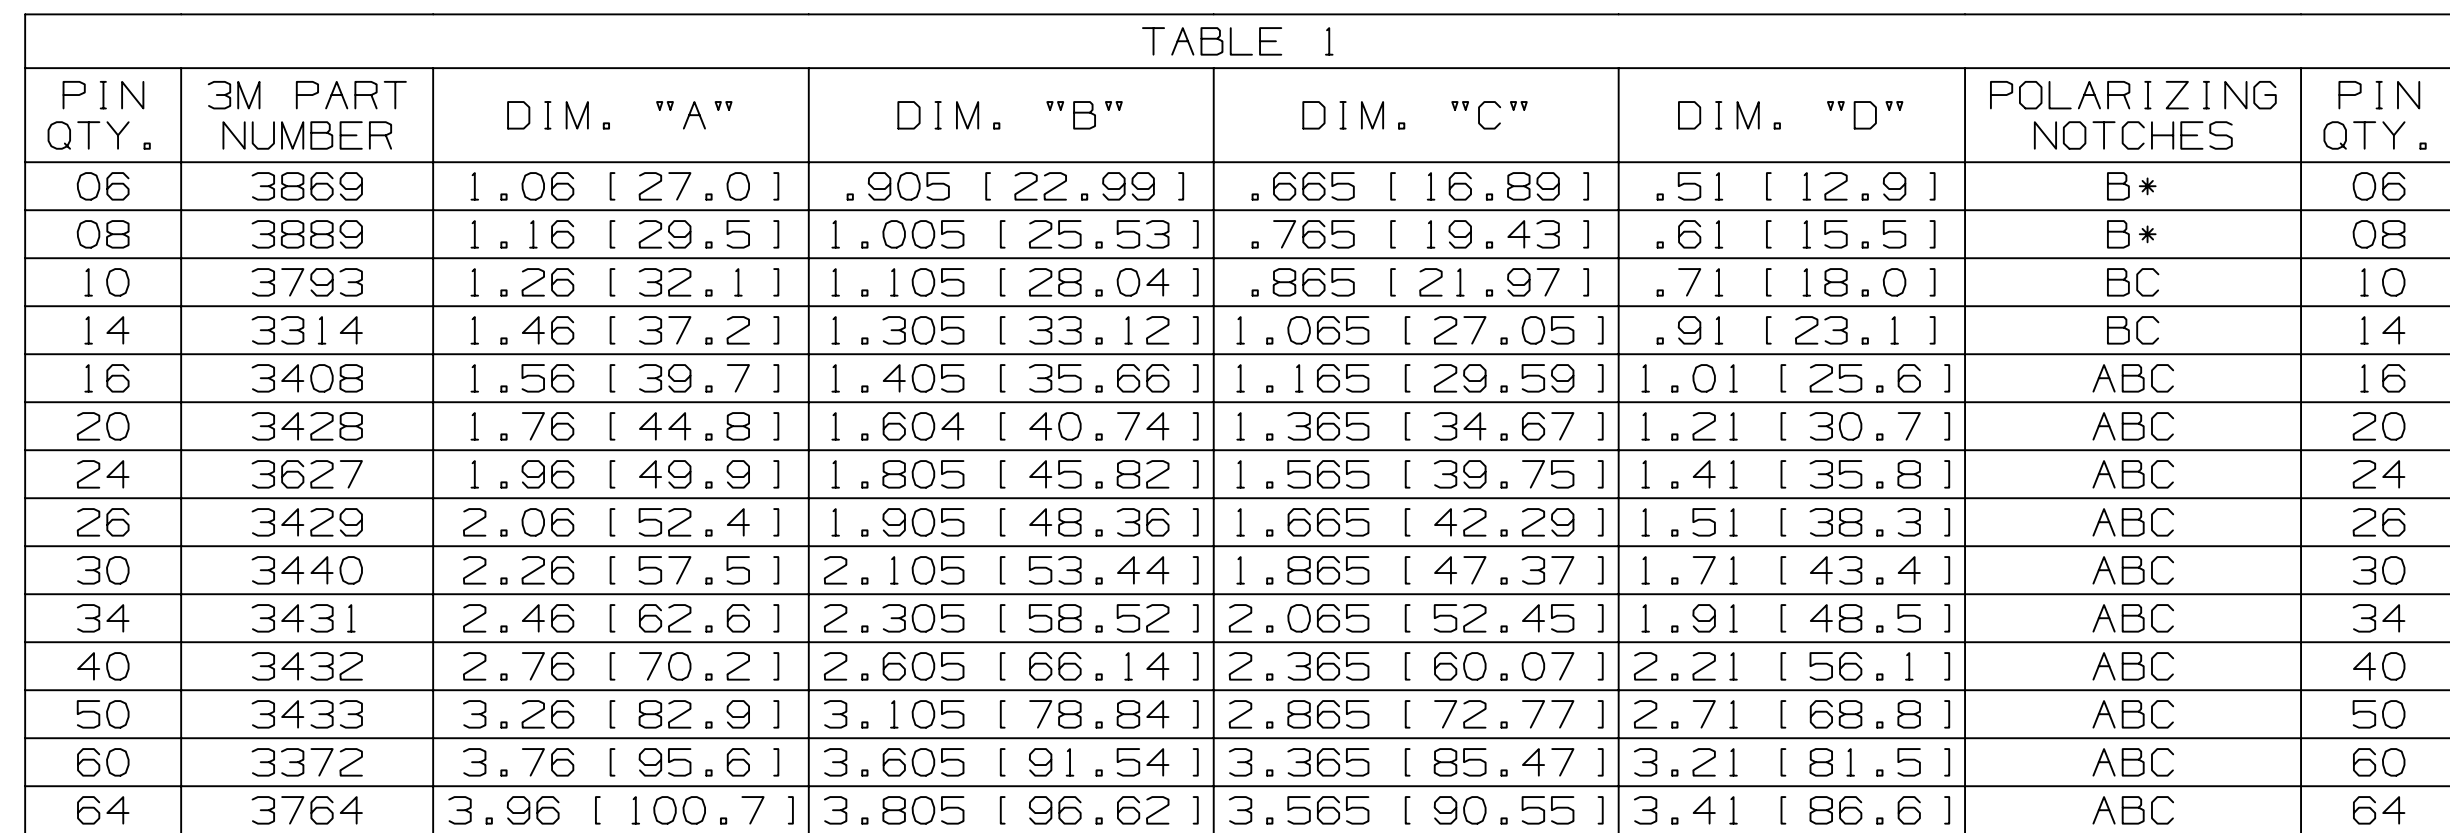 TABLE 1
PIN QTY. 3M PART NUMBER DIM. "A" DIM. "B" DIM. "C" DIM. "D" POLARIZING NOTCHES PIN QTY.
06 3869 1.06 [ 27.0 ] .905 [ 22.99 ] .665 [ 16.89 ] .51 [ 12.9 ] B* 06
08 3889 1.16 [ 29.5 ] 1.005 [ 25.53 ] .765 [ 19.43 ] .61 [ 15.5 ] B* 08
10 3793 1.26 [ 32.1 ] 1.105 [ 28.04 ] .865 [ 21.97 ] .71 [ 18.0 ] BC 10
14 3314 1.46 [ 37.2 ] 1.305 [ 33.12 ] 1.065 [ 27.05 ] .91 [ 23.1 ] BC 14
16 3408 1.56 [ 39.7 ] 1.405 [ 35.66 ] 1.165 [ 29.59 ] 1.01 [ 25.6 ] ABC 16
20 3428 1.76 [ 44.8 ] 1.604 [ 40.74 ] 1.365 [ 34.67 ] 1.21 [ 30.7 ] ABC 20
24 3627 1.96 [ 49.9 ] 1.805 [ 45.82 ] 1.565 [ 39.75 ] 1.41 [ 35.8 ] ABC 24
26 3429 2.06 [ 52.4 ] 1.905 [ 48.36 ] 1.665 [ 42.29 ] 1.51 [ 38.3 ] ABC 26
30 3440 2.26 [ 57.5 ] 2.105 [ 53.44 ] 1.865 [ 47.37 ] 1.71 [ 43.4 ] ABC 30
34 3431 2.46 [ 62.6 ] 2.305 [ 58.52 ] 2.065 [ 52.45 ] 1.91 [ 48.5 ] ABC 34
40 3432 2.76 [ 70.2 ] 2.605 [ 66.14 ] 2.365 [ 60.07 ] 2.21 [ 56.1 ] ABC 40
50 3433 3.26 [ 82.9 ] 3.105 [ 78.84 ] 2.865 [ 72.77 ] 2.71 [ 68.8 ] ABC 50
60 3372 3.76 [ 95.6 ] 3.605 [ 91.54 ] 3.365 [ 85.47 ] 3.21 [ 81.5 ] ABC 60
64 3764 3.96 [ 100.7 ] 3.805 [ 96.62 ] 3.565 [ 90.55 ] 3.41 [ 86.6 ] ABC 64